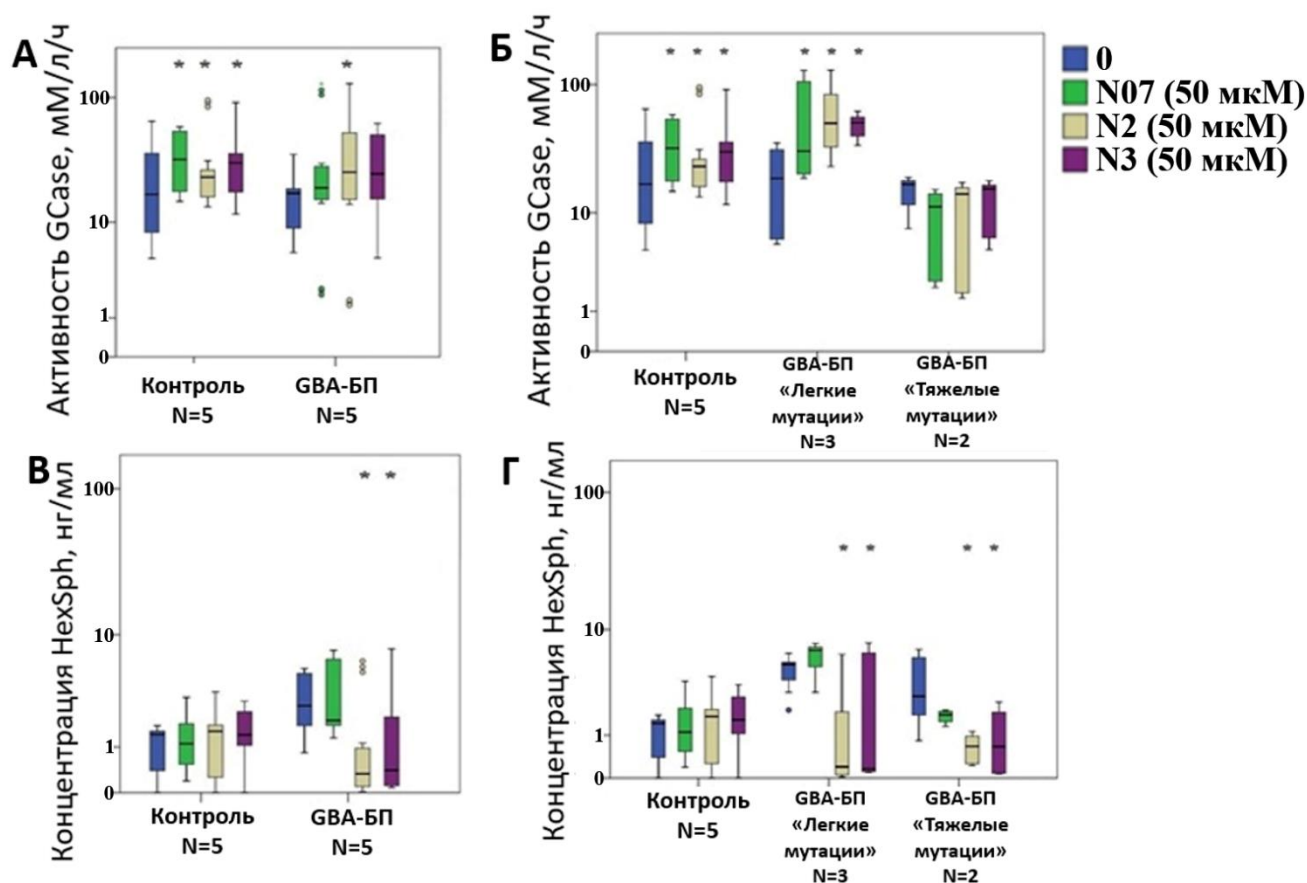 А
Активность GCase, мМ/л/ч
100
10
1
0
* * *
*
Контроль
N=5
GBA-БП
N=5
Б
Активность GCase, мМ/л/ч
100
10
1
0
* * *
* * *
Контроль
N=5
GBA-БП
«Легкие
мутации»
N=3
GBA-БП
«Тяжелые
мутации»
N=2
0
N07 (50 мкМ)
N2 (50 мкМ)
N3 (50 мкМ)
В
Концентрация HexSph, нг/мл
100
10
1
0
* *
Контроль
N=5
GBA-БП
N=5
Г
Концентрация HexSph, нг/мл
100
10
1
0
* *
* *
Контроль
N=5
GBA-БП
«Легкие
мутации»
N=3
GBA-БП
«Тяжелые
мутации»
N=2